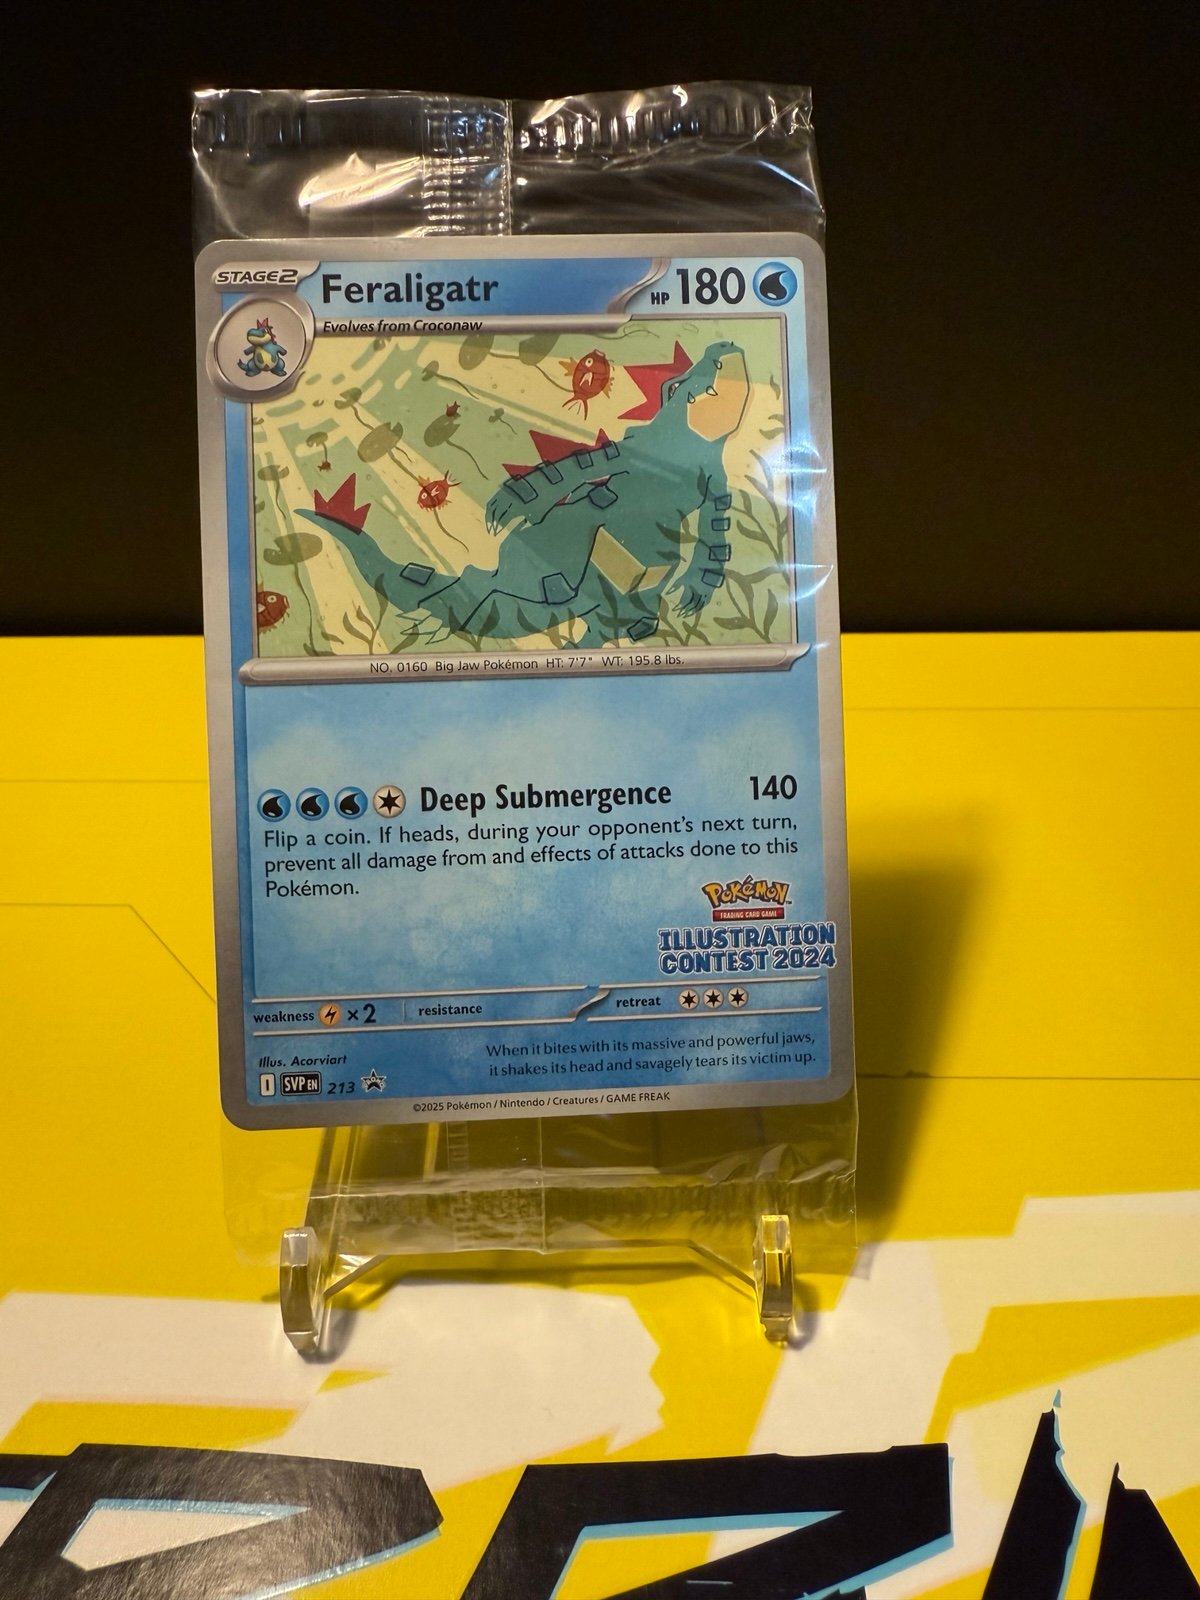 STAGE2 Feraligatr HP 180
Evolves from Croconaw
NO. 0160 Big Jaw Pokémon HT: 7'7" WT: 195.8 lbs.
Deep Submergence 140
Flip a coin. If heads, during your opponent's next turn,
prevent all damage from and effects of attacks done to this
Pokémon.
POKéMON™
TRADING CARD GAME
ILLUSTRATION
CONTEST 2024
weakness ×2 resistance retreat
When it bites with its massive and powerful jaws,
it shakes its head and savagely tears its victim up.
Illus. Acorviart
I SVP EN 213
©2025 Pokémon / Nintendo / Creatures / GAME FREAK